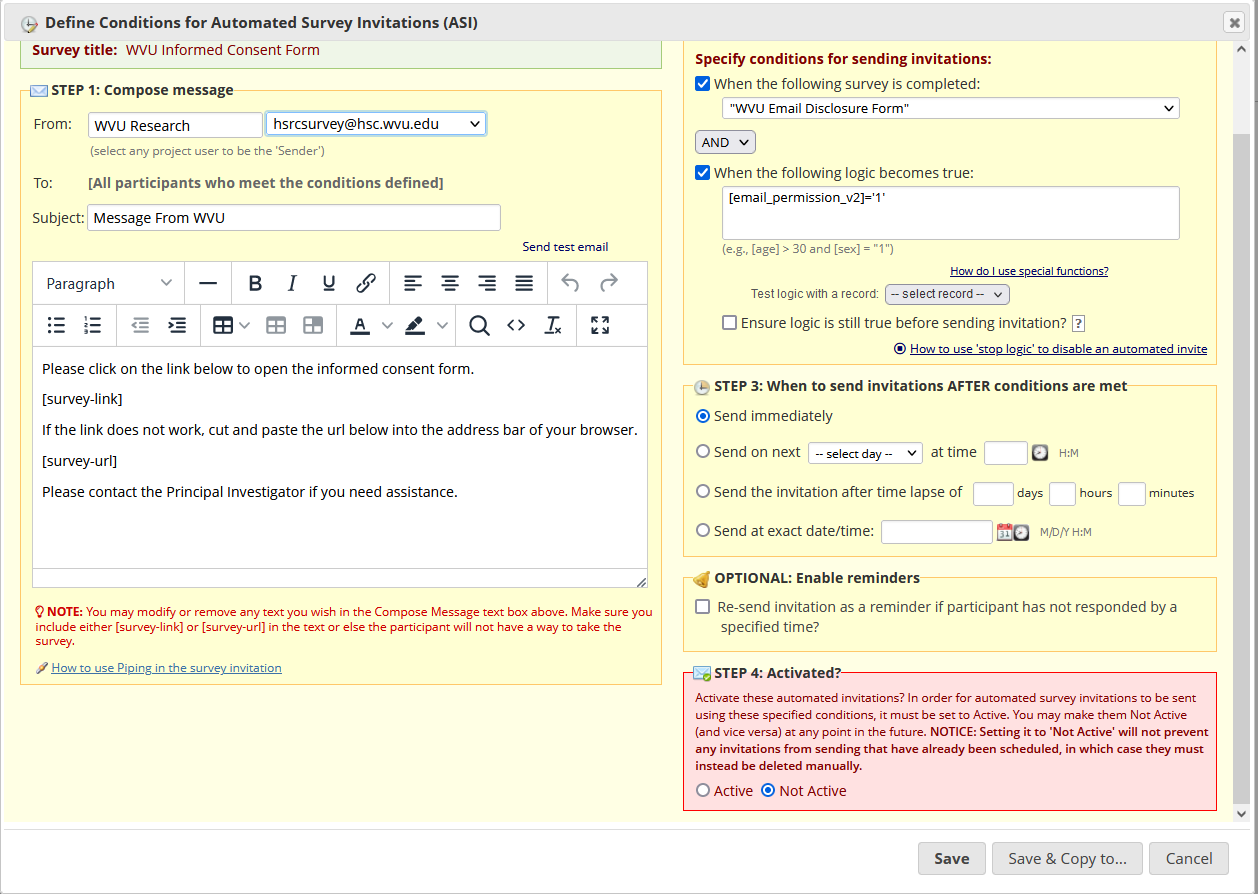 Define Conditions for Automated Survey Invitations (ASI)
Survey title: WVU Informed Consent Form
STEP 1: Compose message
From: WVU Research hsrcsurvey@hsc.wvu.edu
(select any project user to be the 'Sender')
To: [All participants who meet the conditions defined]
Subject: Message From WVU
Send test email
Paragraph
B I U
A
Please click on the link below to open the informed consent form.
[survey-link]
If the link does not work, cut and paste the url below into the address bar of your browser.
[survey-url]
Please contact the Principal Investigator if you need assistance.
NOTE: You may modify or remove any text you wish in the Compose Message text box above. Make sure you
include either [survey-link] or [survey-url] in the text or else the participant will not have a way to take the
survey.
How to use Piping in the survey invitation
Specify conditions for sending invitations:
When the following survey is completed:
"WVU Email Disclosure Form"
AND
When the following logic becomes true:
[email_permission_v2]='1'
(e.g., [age] > 30 and [sex] = "1")
How do I use special functions?
Test logic with a record: -- select record --
Ensure logic is still true before sending invitation? ?
How to use 'stop logic' to disable an automated invite
STEP 3: When to send invitations AFTER conditions are met
Send immediately
Send on next -- select day -- at time H:M
Send the invitation after time lapse of days hours minutes
Send at exact date/time: 31 M/D/Y H:M
OPTIONAL: Enable reminders
Re-send invitation as a reminder if participant has not responded by a
specified time?
STEP 4: Activated?
Activate these automated invitations? In order for automated survey invitations to be sent
using these specified conditions, it must be set to Active. You may make them Not Active
(and vice versa) at any point in the future. NOTICE: Setting it to 'Not Active' will not prevent
any invitations from sending that have already been scheduled, in which case they must
instead be deleted manually.
Active Not Active
Save Save & Copy to... Cancel